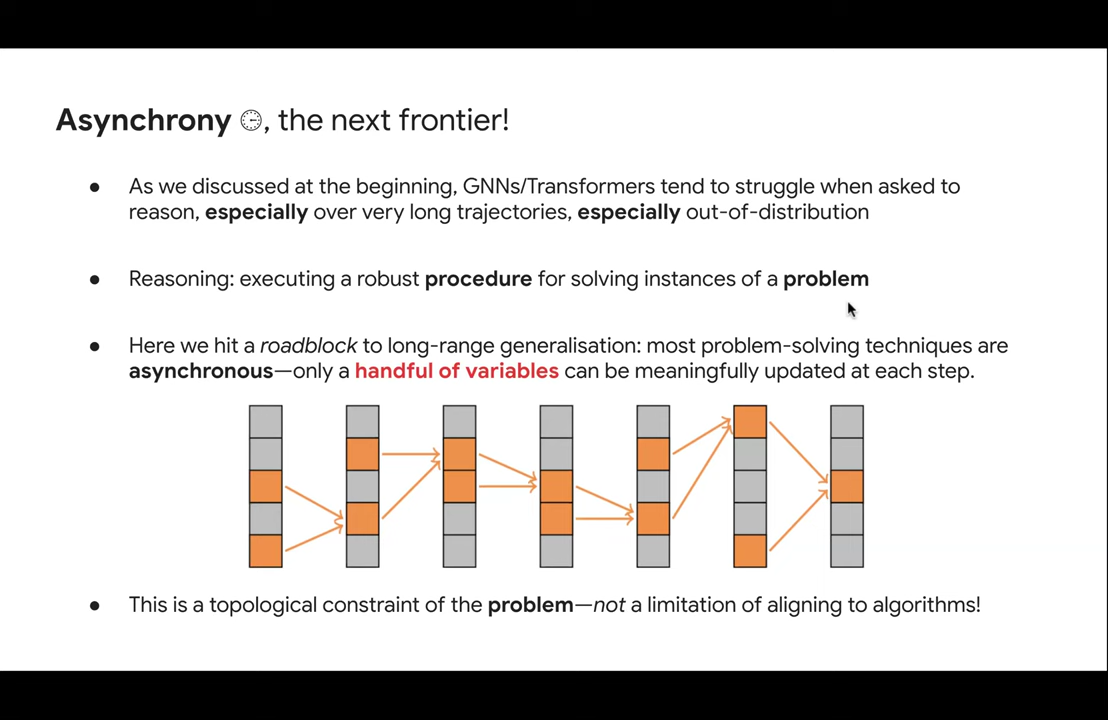 Asynchrony 🕒, the next frontier!
● As we discussed at the beginning, GNNs/Transformers tend to struggle when asked to
reason, especially over very long trajectories, especially out-of-distribution
● Reasoning: executing a robust procedure for solving instances of a problem
● Here we hit a roadblock to long-range generalisation: most problem-solving techniques are
asynchronous—only a handful of variables can be meaningfully updated at each step.
● This is a topological constraint of the problem—not a limitation of aligning to algorithms!